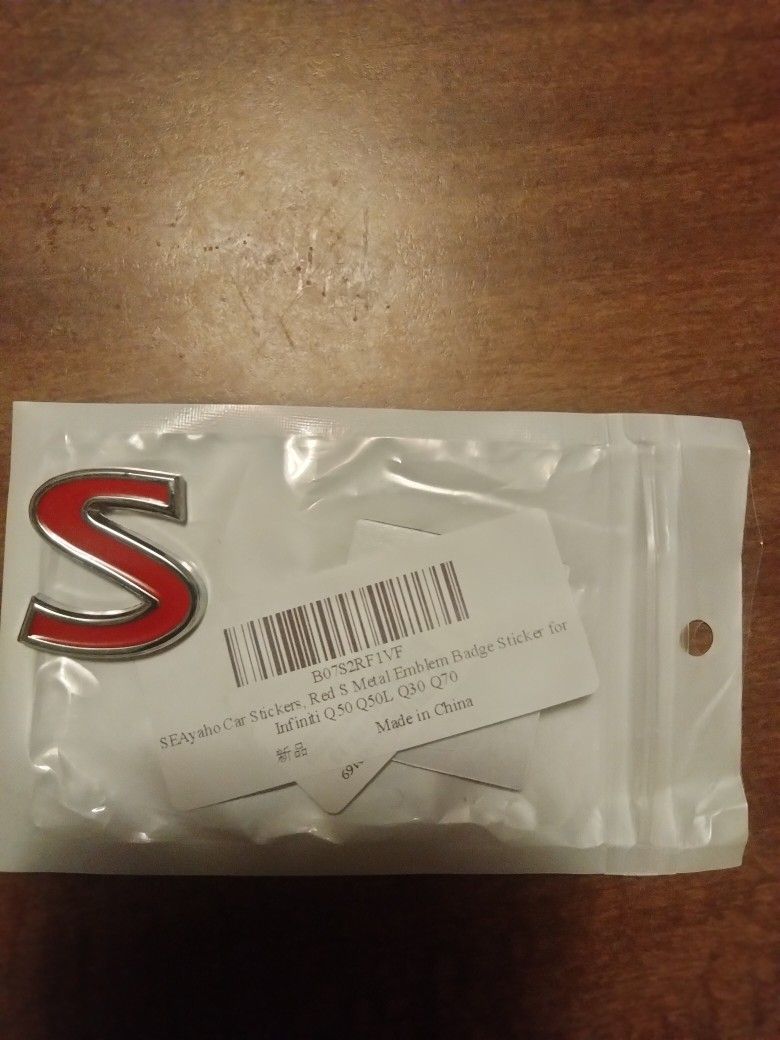 S
B07S2RF1VF
SEAyaho Car Stickers, Red S Metal Emblem Badge Sticker for
Infiniti Q50 Q50L Q30 Q70
新品
Made in China